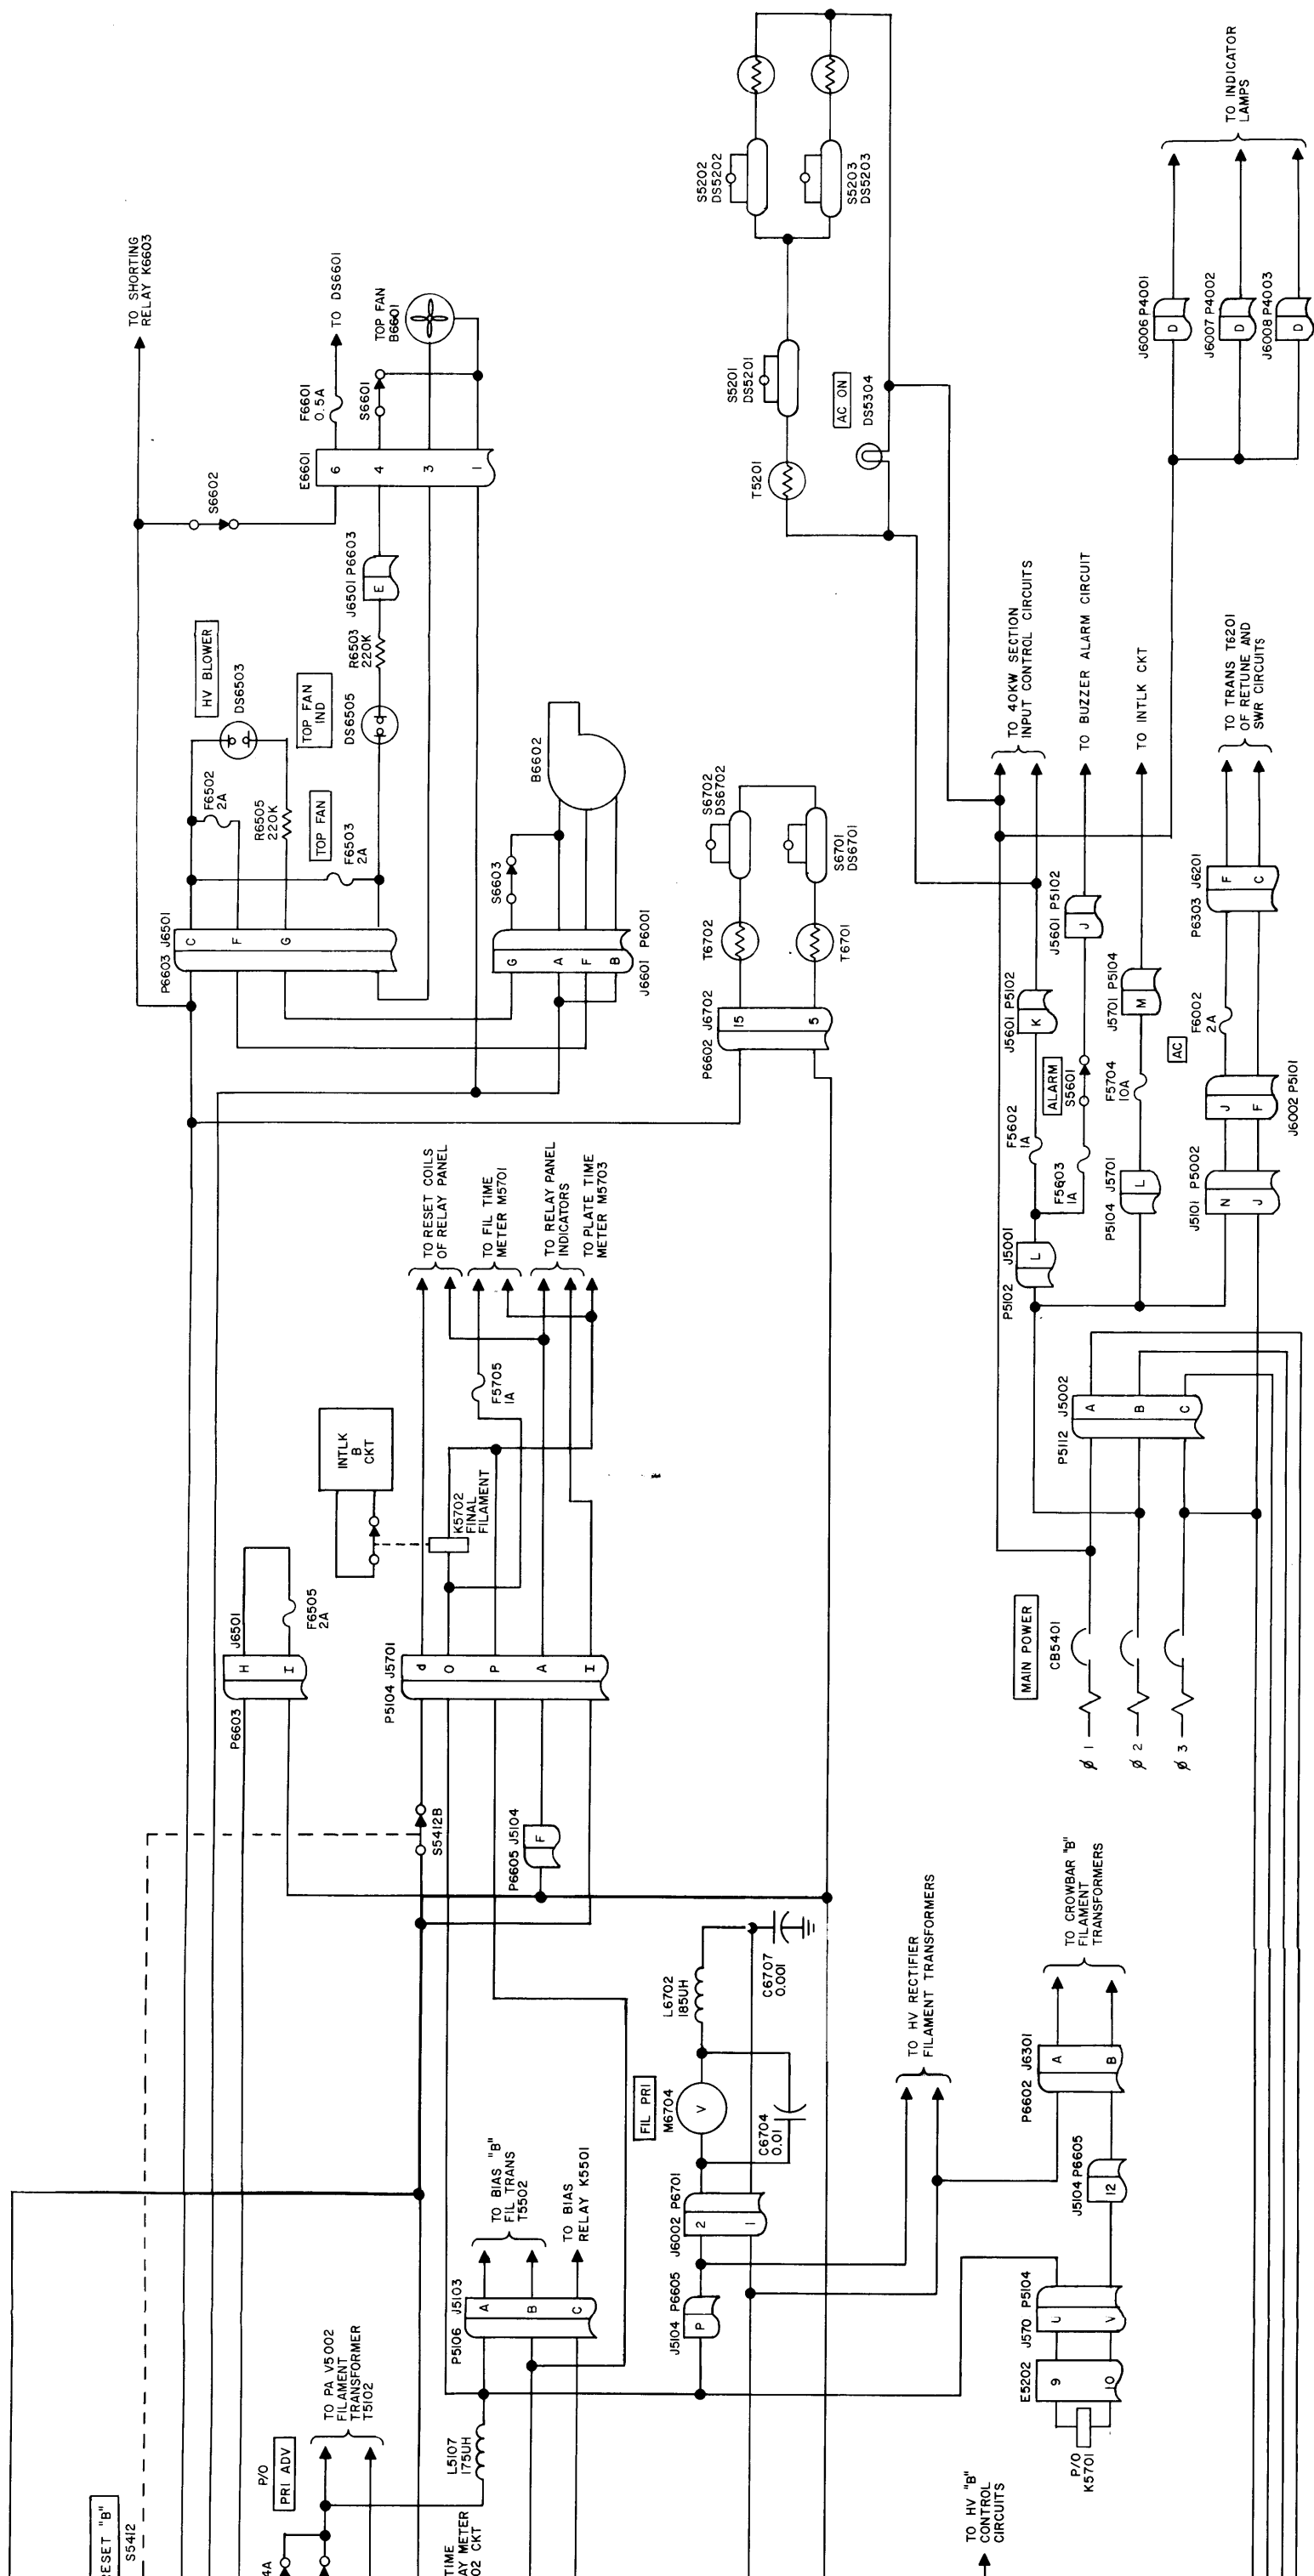 TO SHORTING
RELAY K6603
F6601
0.5A
TO DS6601
S6601
TOP FAN
B6601
S6602
E6601
6
4
3
1
J6501 P6603
E
R6503
220K
HV BLOWER
DS6503
TOP FAN
IND
DS6505
F6502
2A
R6505
220K
TOP FAN
F6503
2A
P6603 J6501
C
F
G
B6602
S6603
G
A
F
B
J6601 P6001
S5202
DS5202
S5203
DS5203
S5201
DS5201
T5201
AC ON
DS5304
TO INDICATOR
LAMPS
J6006 P4001
D
J6007 P4002
D
J6008 P4003
D
S6702
DS6702
S6701
DS6701
T6702
T6701
P6602 J6702
15
5
TO 40KW SECTION
INPUT CONTROL CIRCUITS
TO BUZZER ALARM CIRCUIT
TO INTLK CKT
TO TRANS T6201
OF RETUNE AND
SWR CIRCUITS
J5601 P5102
K
J5601 P5102
J
J5701 P5104
M
P6303 J6201
F
C
F5602
1A
ALARM
S5601
F5603
1A
F5704
10A
AC
F6002
2A
J6002 P5101
J
F
P5102 J5001
L
P5104 J5701
L
J5101 P5002
N
J
P5112 J5002
A
B
C
MAIN POWER
CB5401
Ø 1
Ø 2
Ø 3
TO RESET COILS
OF RELAY PANEL
TO FIL TIME
METER M5701
TO RELAY PANEL
INDICATORS
TO PLATE TIME
METER M5703
F5705
1A
INTLK
B
CKT
K5702
FINAL
FILAMENT
P6603 J6501
H
I
F6505
2A
P5104 J5701
d
O
P
A
I
S5412B
P6605 J5104
F
L6702
185UH
C6707
0.001
FIL PRI
M6704
V
C6704
0.01
J6002 P6701
2
1
J5104 P6605
P
TO HV RECTIFIER
FILAMENT TRANSFORMERS
TO CROWBAR "B"
FILAMENT
TRANSFORMERS
P6602 J6301
A
B
J5104 P6605
12
J570 P5104
U
V
E5202
9
10
P/O
K5701
TO BIAS "B"
FIL TRANS
T5502
TO BIAS
RELAY K5501
P5106 J5103
A
B
C
L5107
175UH
TO PA V5002
FILAMENT
TRANSFORMER
T5102
P/O
PRI ADV
RESET "B"
S5412
4A
TIME
AY METER
02 CKT
TO HV "B"
CONTROL
CIRCUITS